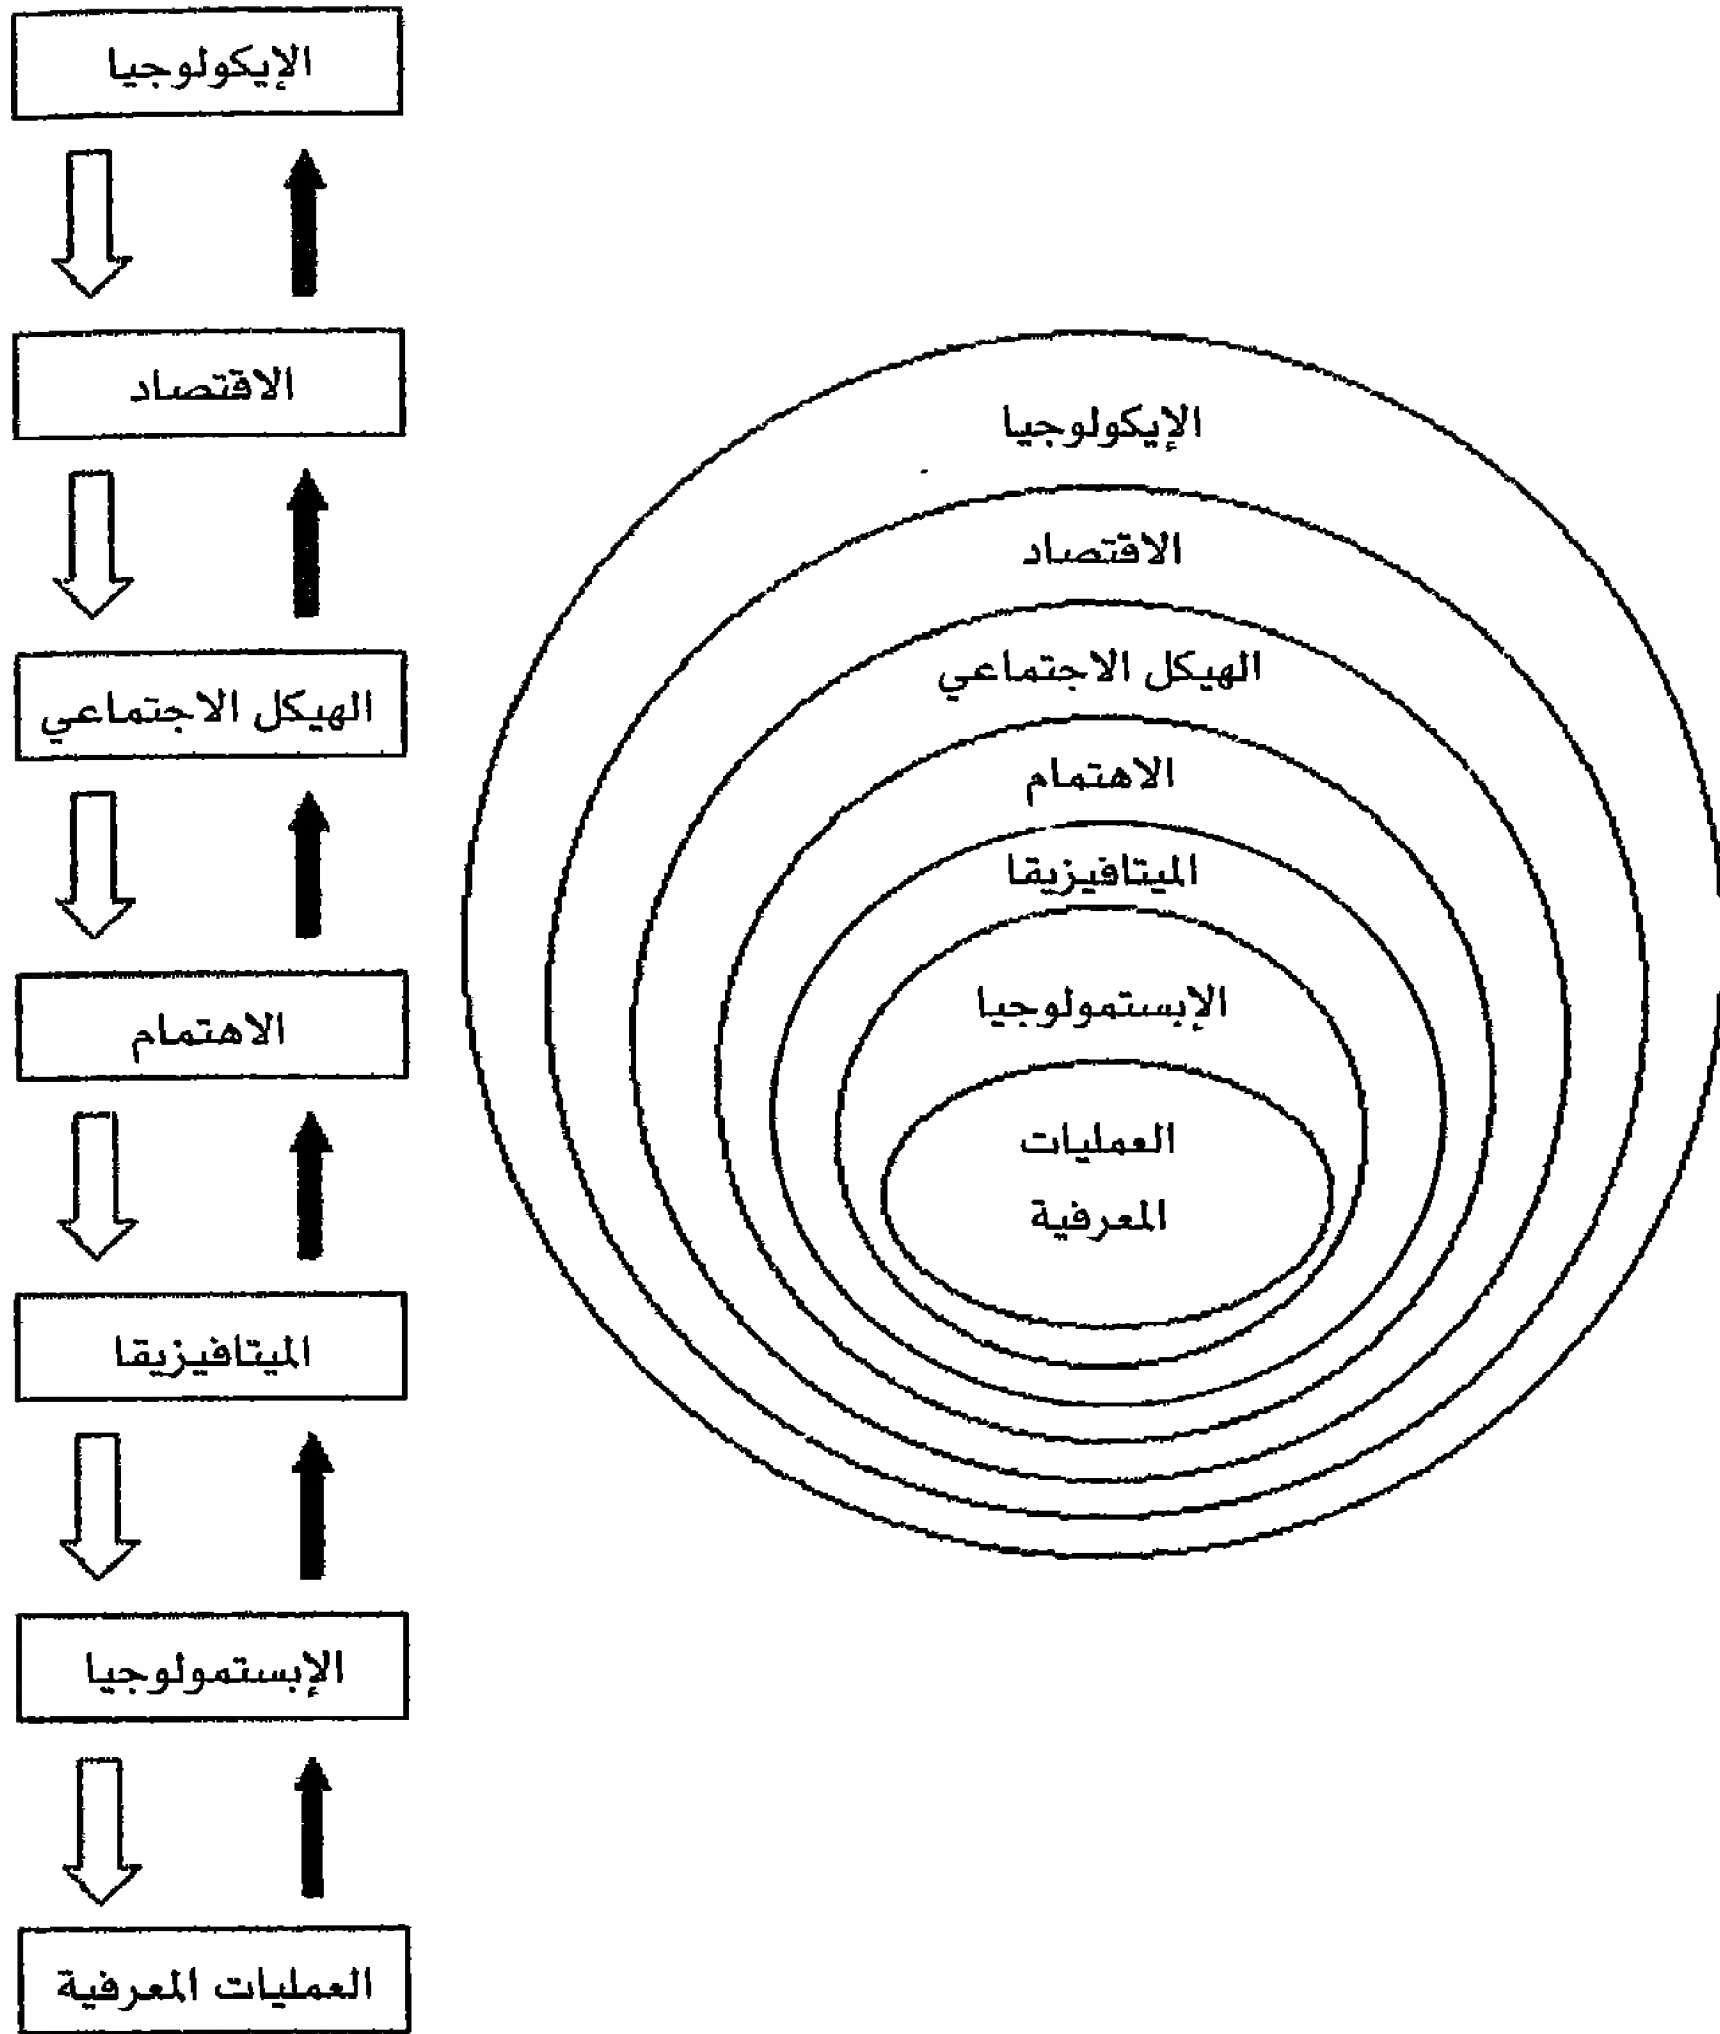 الإيكولوجيا
الاقتصاد
الهيكل الاجتماعي
الاهتمام
الميتافيزيقا
الإبستمولوجيا
العمليات المعرفية
الإيكولوجيا
الاقتصاد
الهيكل الاجتماعي
الاهتمام
الميتافيزيقا
الإبستمولوجيا
العمليات
المعرفية